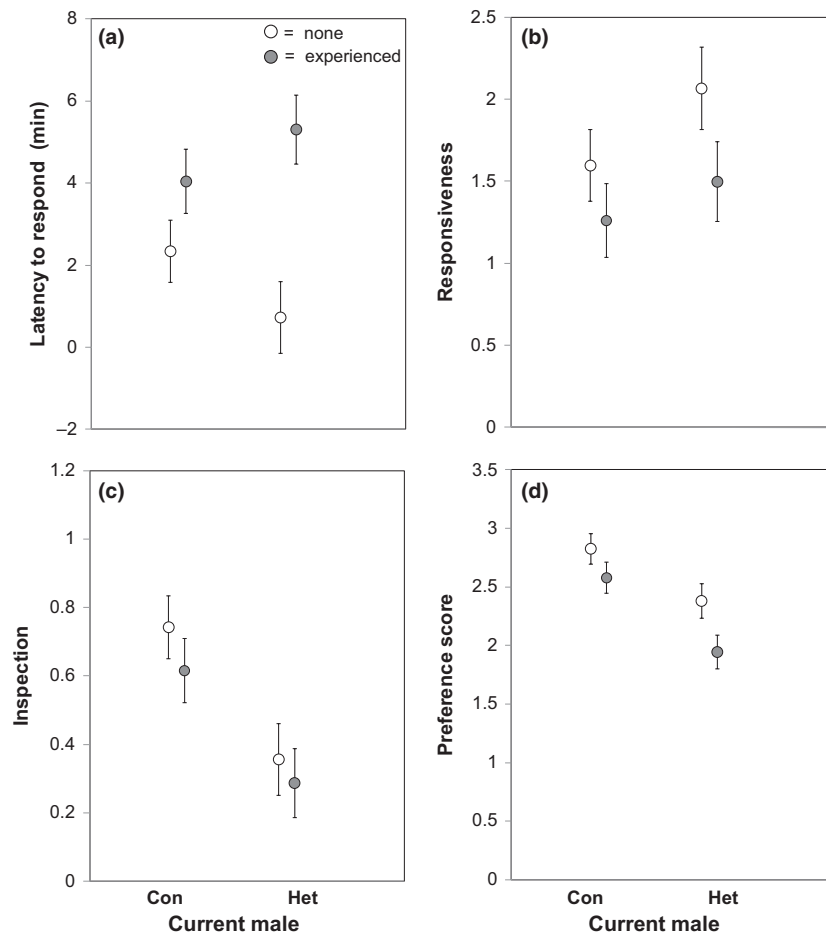 (a)
= none
= experienced
Latency to respond (min)
8
6
4
2
0
–2
(b)
Responsiveness
2.5
2
1.5
1
0.5
0
(c)
Inspection
1.2
1
0.8
0.6
0.4
0.2
0
Con Het
Current male
(d)
Preference score
3.5
3
2.5
2
1.5
1
0.5
0
Con Het
Current male